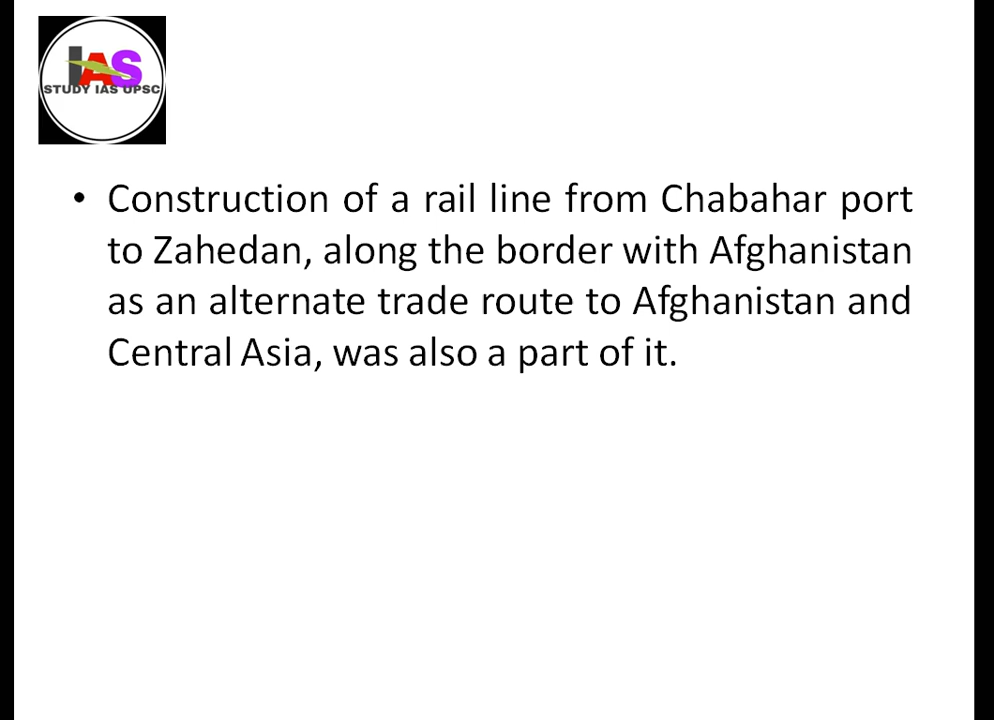 IAS
STUDY IAS UPSC
• Construction of a rail line from Chabahar port
to Zahedan, along the border with Afghanistan
as an alternate trade route to Afghanistan and
Central Asia, was also a part of it.